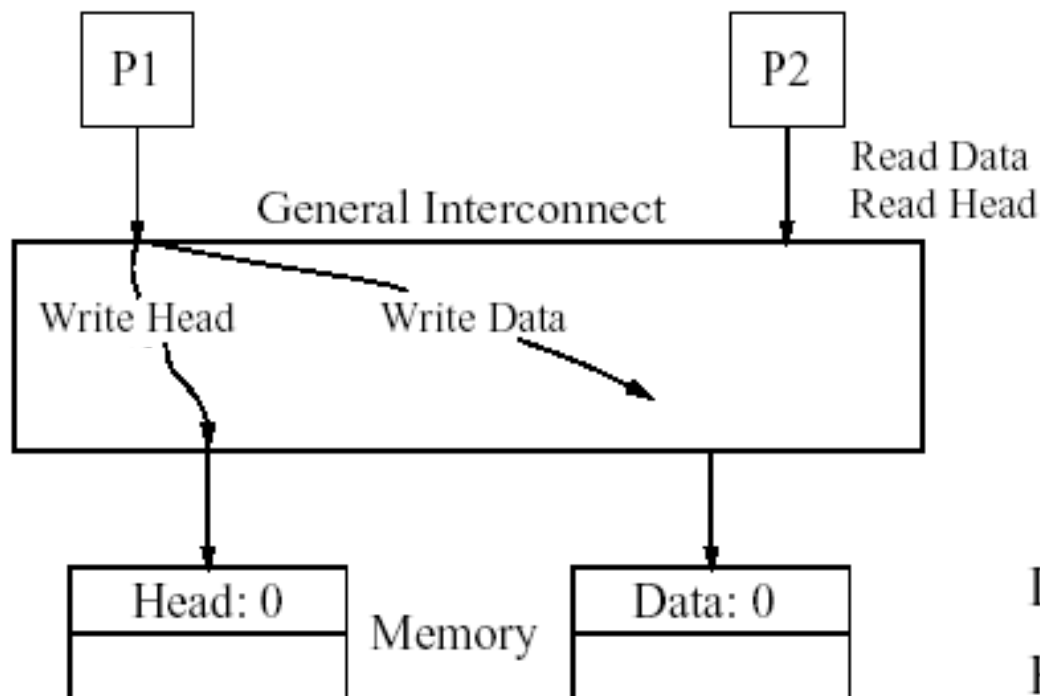 P1
P2
Read Data
Read Head
General Interconnect
Write Head
Write Data
Head: 0
Memory
Data: 0